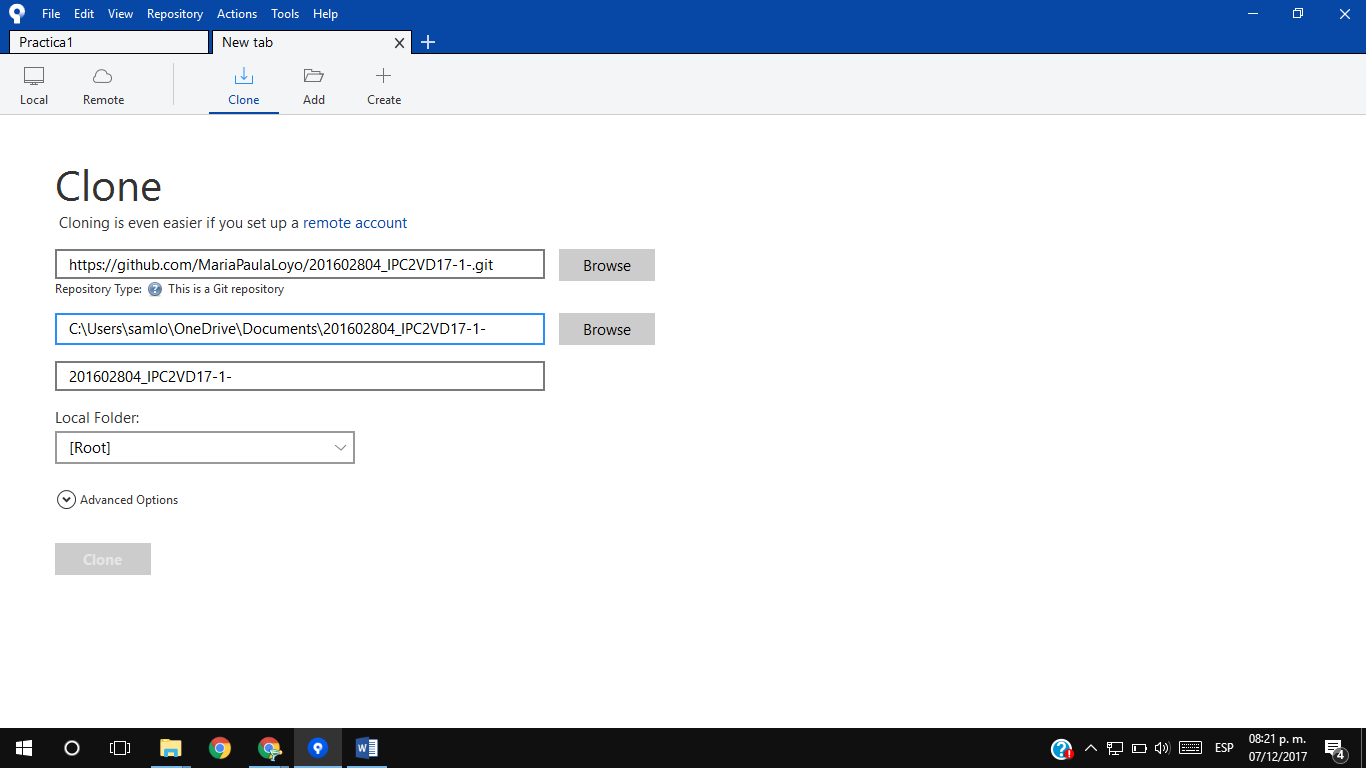 File Edit View Repository Actions Tools Help
Practica1 New tab
Local Remote Clone Add Create
Clone
Cloning is even easier if you set up a remote account
https://github.com/MariaPaulaLoyo/201602804_IPC2VD17-1-.git Browse
Repository Type: ? This is a Git repository
C:\Users\samlo\OneDrive\Documents\201602804_IPC2VD17-1- Browse
201602804_IPC2VD17-1-
Local Folder:
[Root]
Advanced Options
Clone
ESP 08:21 p. m.
07/12/2017 4